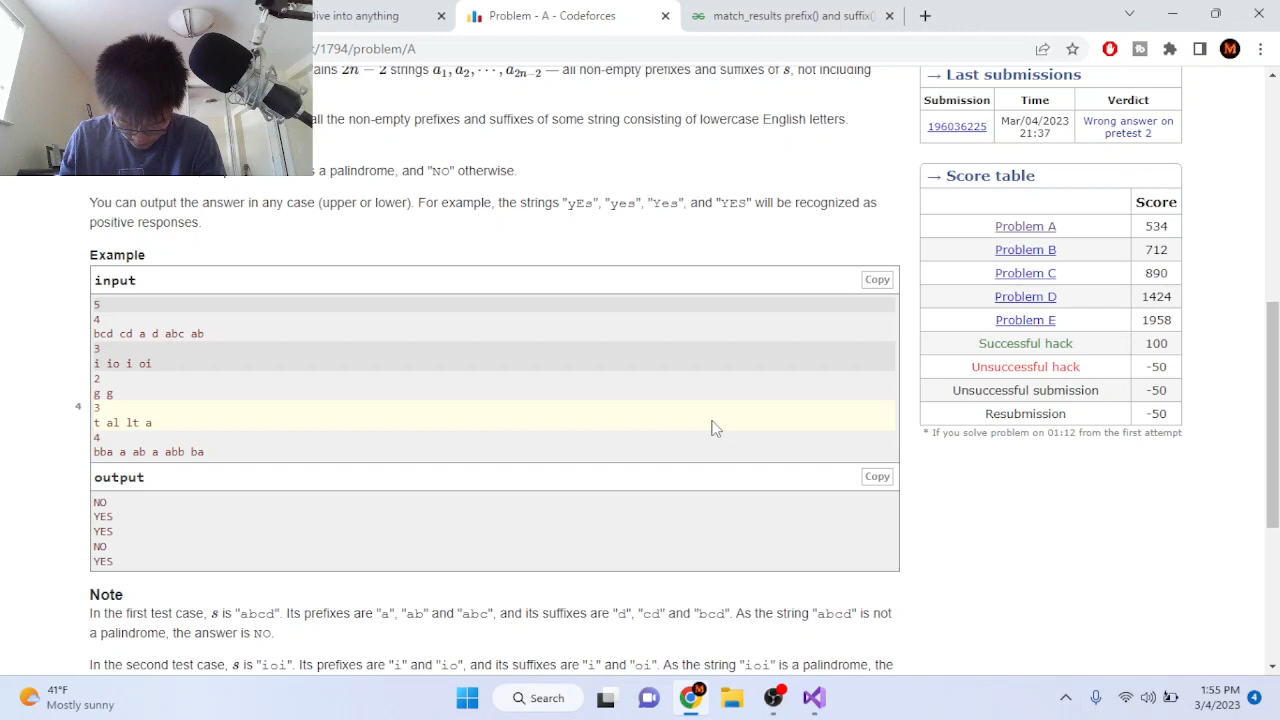 Dive into anything
Problem - A - Codeforces
match_results prefix() and suffix()
/1794/problem/A
ains 2n − 2 strings a1, a2, ⋯, a2n−2 — all non-empty prefixes and suffixes of s, not including
all the non-empty prefixes and suffixes of some string consisting of lowercase English letters.
s a palindrome, and "NO" otherwise.
You can output the answer in any case (upper or lower). For example, the strings "yEs", "yes", "Yes", and "YES" will be recognized as
positive responses.
Example
input
Copy
5
4
bcd cd a d abc ab
3
i io i oi
2
g g
4
3
t al lt a
4
bba a ab a abb ba
output
Copy
NO
YES
YES
NO
YES
Note
In the first test case, s is "abcd". Its prefixes are "a", "ab" and "abc", and its suffixes are "d", "cd" and "bcd". As the string "abcd" is not
a palindrome, the answer is NO.
In the second test case, s is "ioi". Its prefixes are "i" and "io", and its suffixes are "i" and "oi". As the string "ioi" is a palindrome, the
→ Last submissions
Submission Time Verdict
196036225 Mar/04/2023 21:37 Wrong answer on pretest 2
→ Score table
Score
Problem A 534
Problem B 712
Problem C 890
Problem D 1424
Problem E 1958
Successful hack 100
Unsuccessful hack -50
Unsuccessful submission -50
Resubmission -50
* If you solve problem on 01:12 from the first attempt
41°F
Mostly sunny
Search
1:55 PM
3/4/2023
4